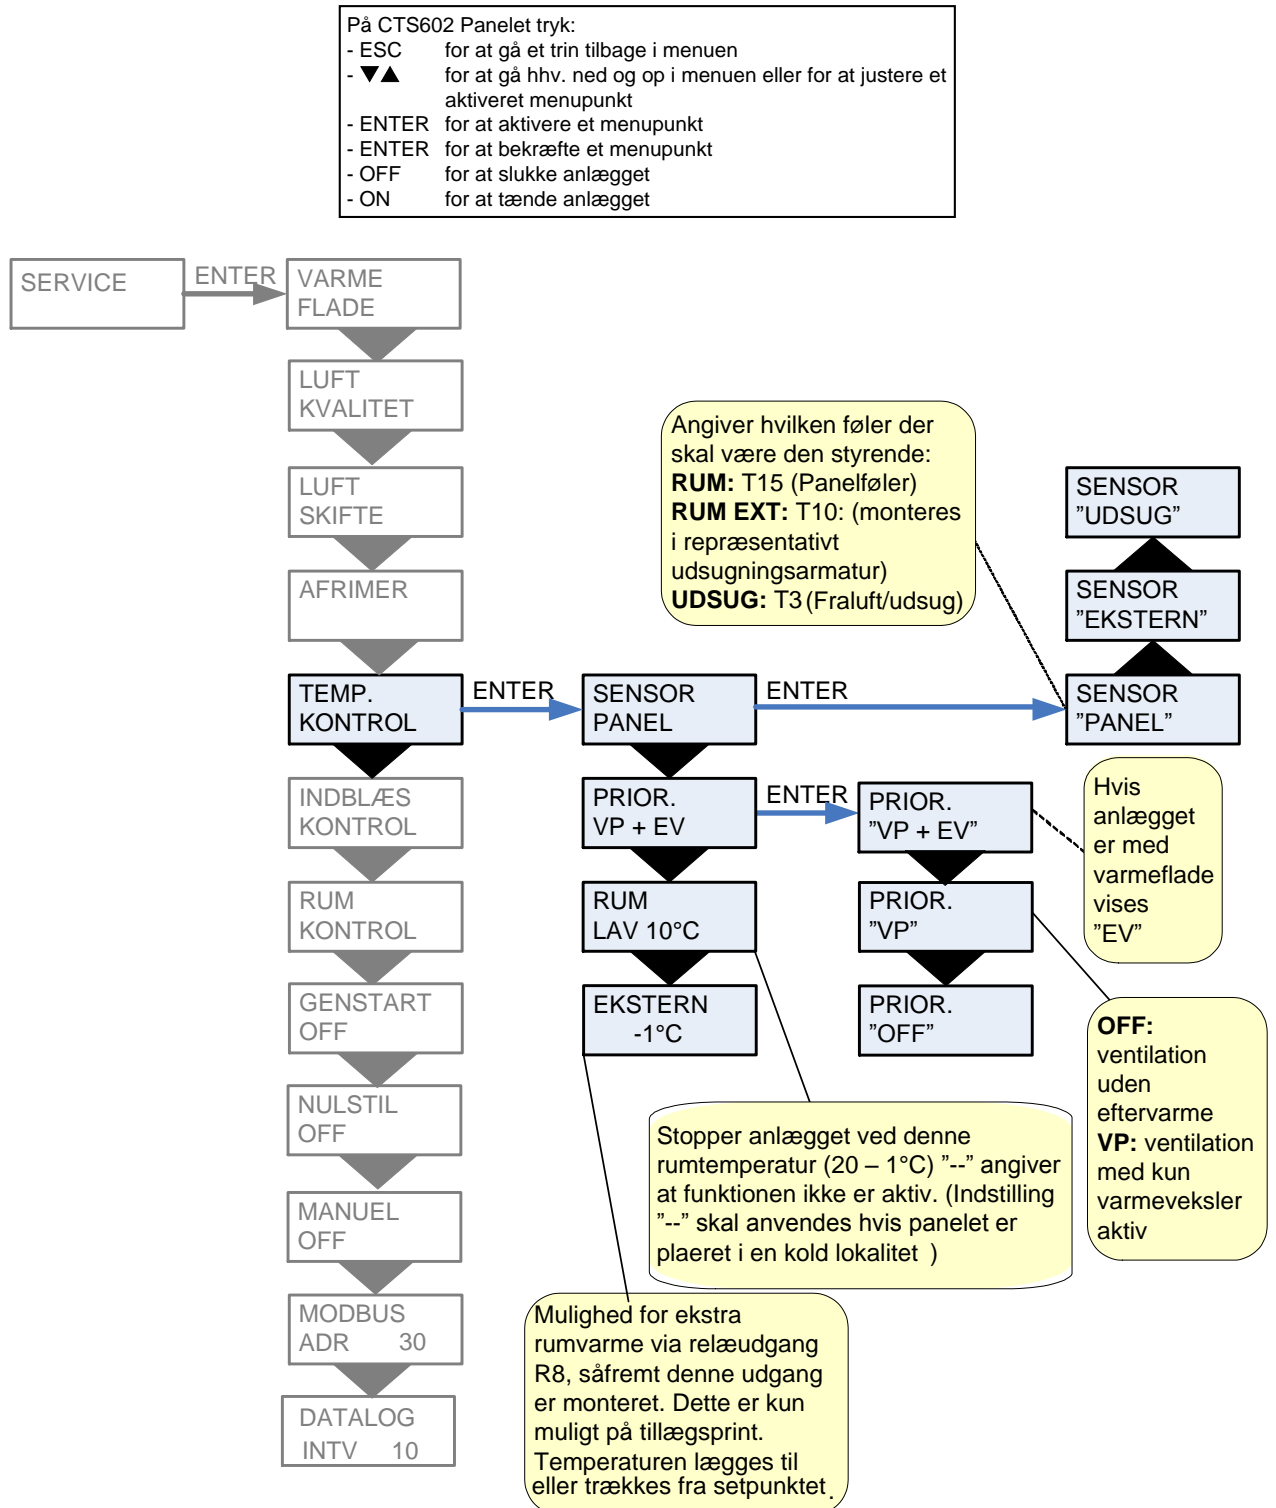 På CTS602 Panelet tryk:
- ESC for at gå et trin tilbage i menuen
- ▼▲ for at gå hhv. ned og op i menuen eller for at justere et
aktiveret menupunkt
- ENTER for at aktivere et menupunkt
- ENTER for at bekræfte et menupunkt
- OFF for at slukke anlægget
- ON for at tænde anlægget
SERVICE
ENTER
VARME
FLADE
LUFT
KVALITET
LUFT
SKIFTE
AFRIMER
TEMP.
KONTROL
INDBLÆS
KONTROL
RUM
KONTROL
GENSTART
OFF
NULSTIL
OFF
MANUEL
OFF
MODBUS
ADR 30
DATALOG
INTV 10
ENTER
SENSOR
PANEL
PRIOR.
VP + EV
RUM
LAV 10°C
EKSTERN
-1°C
ENTER
SENSOR
"UDSUG"
SENSOR
"EKSTERN"
SENSOR
"PANEL"
ENTER
PRIOR.
"VP + EV"
PRIOR.
"VP"
PRIOR.
"OFF"
Angiver hvilken føler der
skal være den styrende:
RUM: T15 (Panelføler)
RUM EXT: T10: (monteres
i repræsentativt
udsugningsarmatur)
UDSUG: T3 (Fraluft/udsug)
Hvis
anlægget
er med
varmeflade
vises
"EV"
OFF:
ventilation
uden
eftervarme
VP: ventilation
med kun
varmeveksler
aktiv
Stopper anlægget ved denne
rumtemperatur (20 – 1°C) "--" angiver
at funktionen ikke er aktiv. (Indstilling
"--" skal anvendes hvis panelet er
plaeret i en kold lokalitet )
Mulighed for ekstra
rumvarme via relæudgang
R8, såfremt denne udgang
er monteret. Dette er kun
muligt på tillægsprint.
Temperaturen lægges til
eller trækkes fra setpunktet.